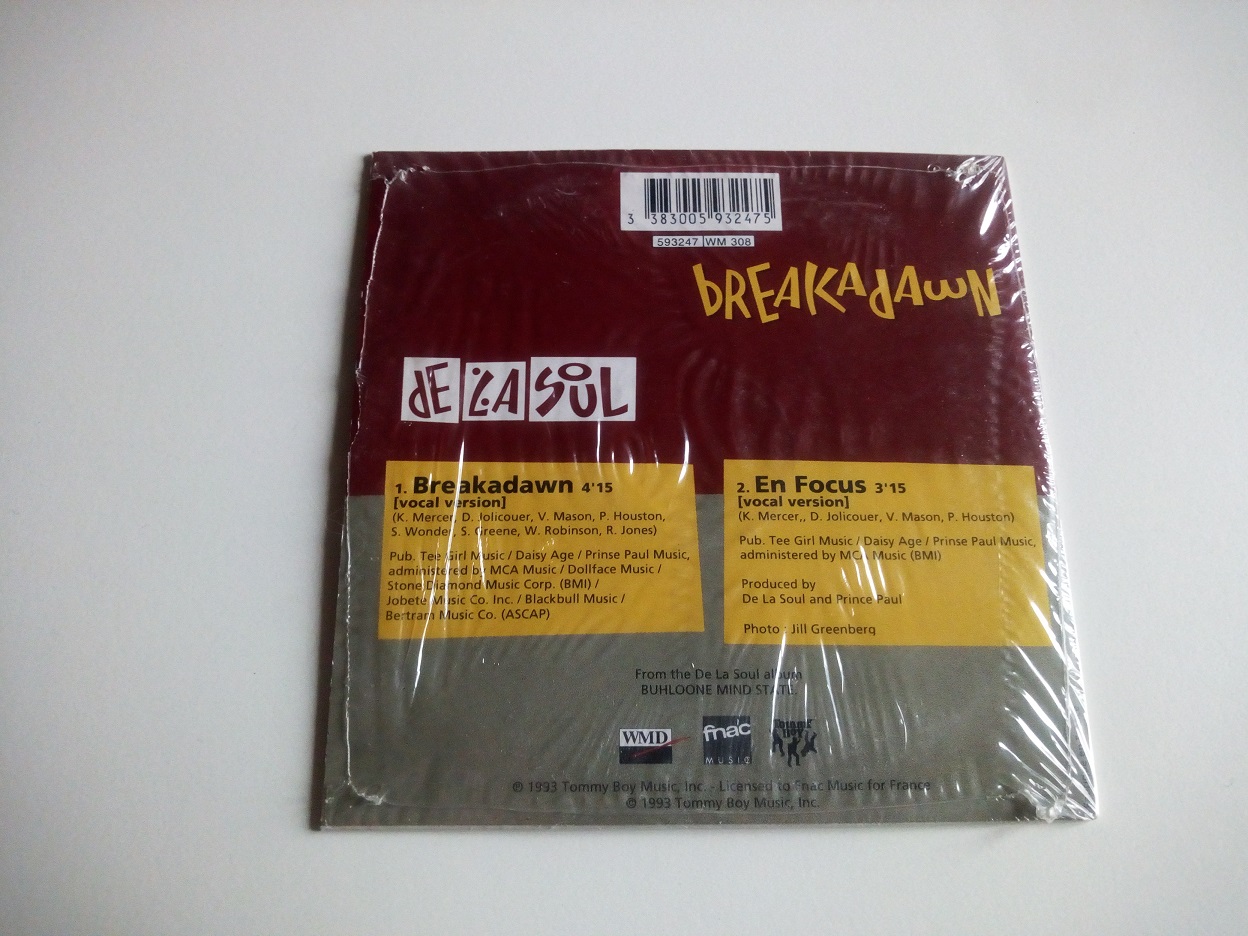 3 383005 932475
593247 WM 308
bREAKAdAWN
dE LA SOUL
1. Breakadawn 4'15
[vocal version]
(K. Mercer, D. Jolicouer, V. Mason, P. Houston,
S. Wonder, S. Greene, W. Robinson, R. Jones)
Pub. Tee Girl Music / Daisy Age / Prinse Paul Music,
administered by MCA Music / Dollface Music /
Stone Diamond Music Corp. (BMI) /
Jobete Music Co. Inc. / Blackbull Music /
Bertram Music Co. (ASCAP)
2. En Focus 3'15
[vocal version]
(K. Mercer,, D. Jolicouer, V. Mason, P. Houston)
Pub. Tee Girl Music / Daisy Age / Prinse Paul Music,
administered by MCA Music (BMI)
Produced by
De La Soul and Prince Paul
Photo : Jill Greenberg
From the De La Soul album
BUHLOONE MIND STATE.
WMD
fnac
MUSIC
TOMMY
BOY
℗ 1993 Tommy Boy Music, Inc. - Licensed to Fnac Music for France
© 1993 Tommy Boy Music, Inc.